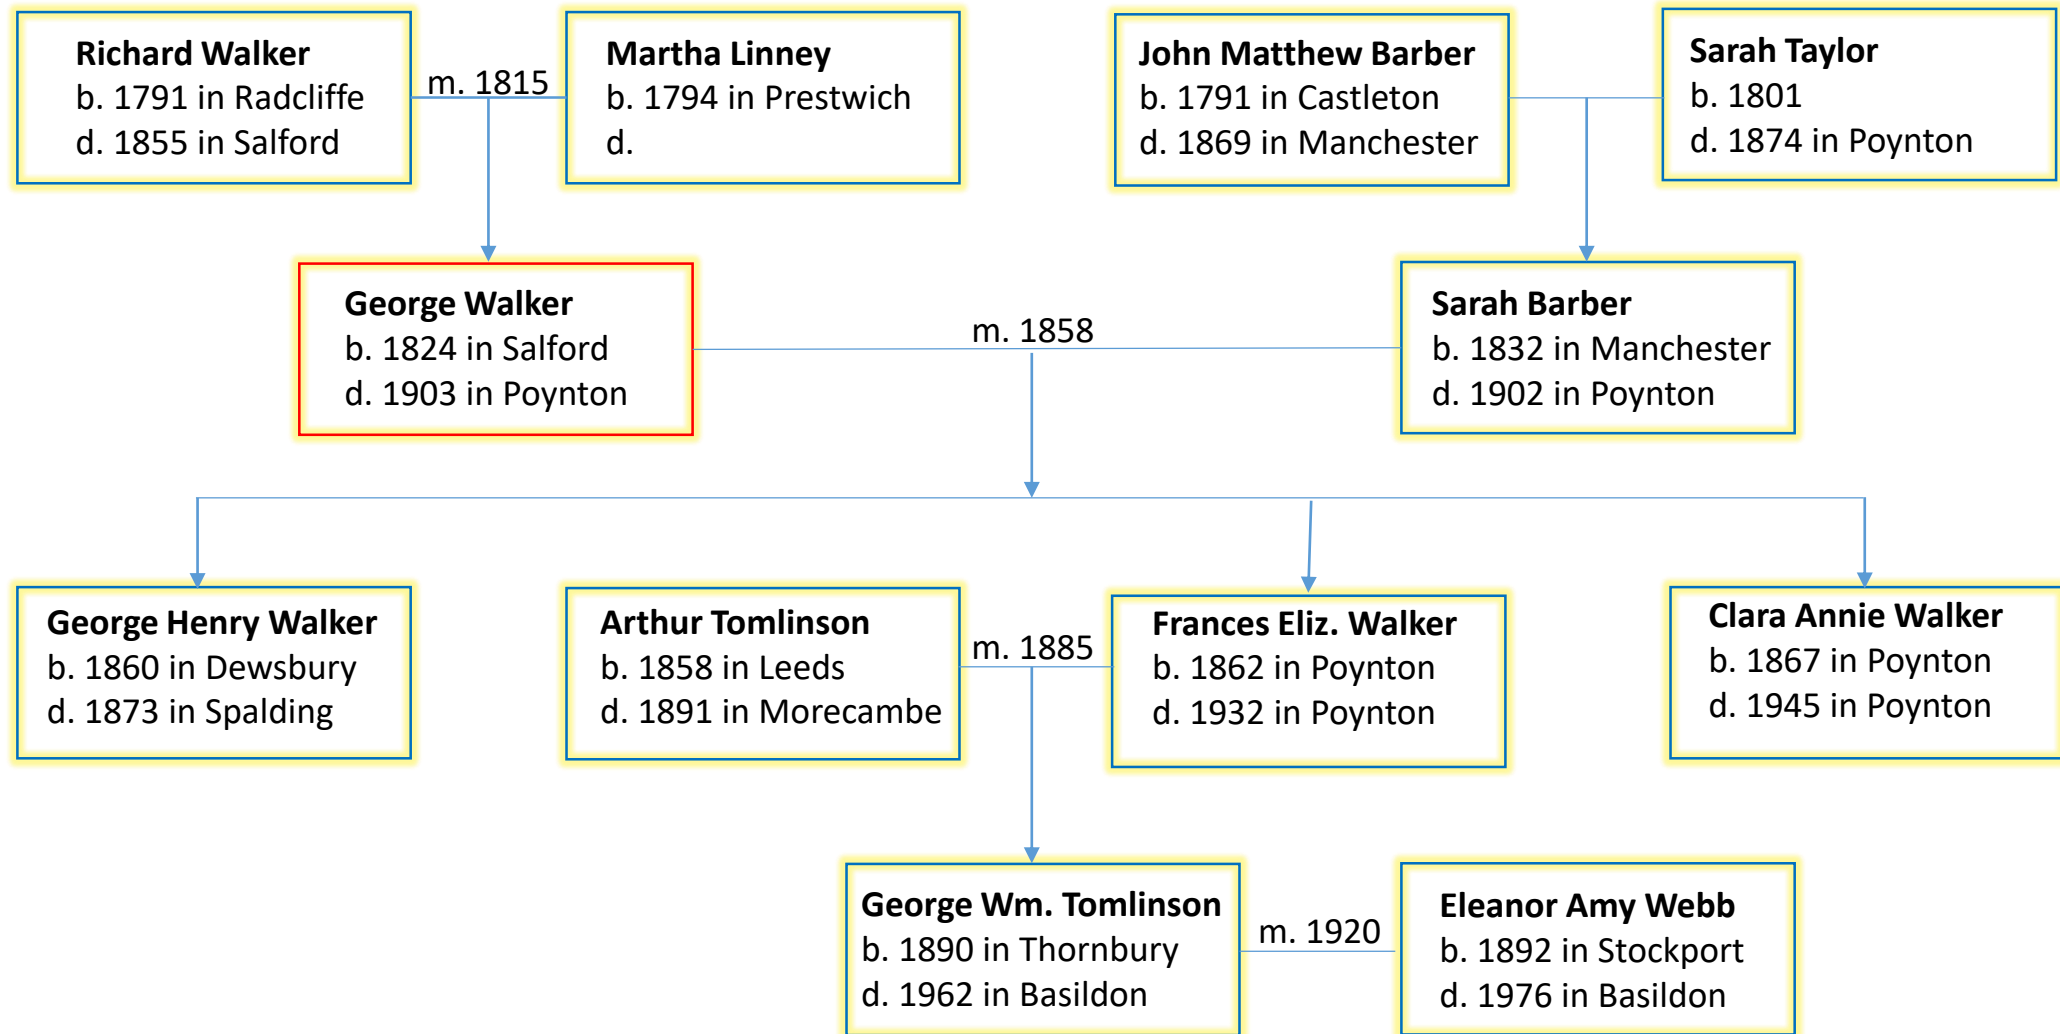 Richard Walker
b. 1791 in Radcliffe
d. 1855 in Salford
m. 1815
Martha Linney
b. 1794 in Prestwich
d.
John Matthew Barber
b. 1791 in Castleton
d. 1869 in Manchester
Sarah Taylor
b. 1801
d. 1874 in Poynton
George Walker
b. 1824 in Salford
d. 1903 in Poynton
m. 1858
Sarah Barber
b. 1832 in Manchester
d. 1902 in Poynton
George Henry Walker
b. 1860 in Dewsbury
d. 1873 in Spalding
Arthur Tomlinson
b. 1858 in Leeds
d. 1891 in Morecambe
m. 1885
Frances Eliz. Walker
b. 1862 in Poynton
d. 1932 in Poynton
Clara Annie Walker
b. 1867 in Poynton
d. 1945 in Poynton
George Wm. Tomlinson
b. 1890 in Thornbury
d. 1962 in Basildon
m. 1920
Eleanor Amy Webb
b. 1892 in Stockport
d. 1976 in Basildon